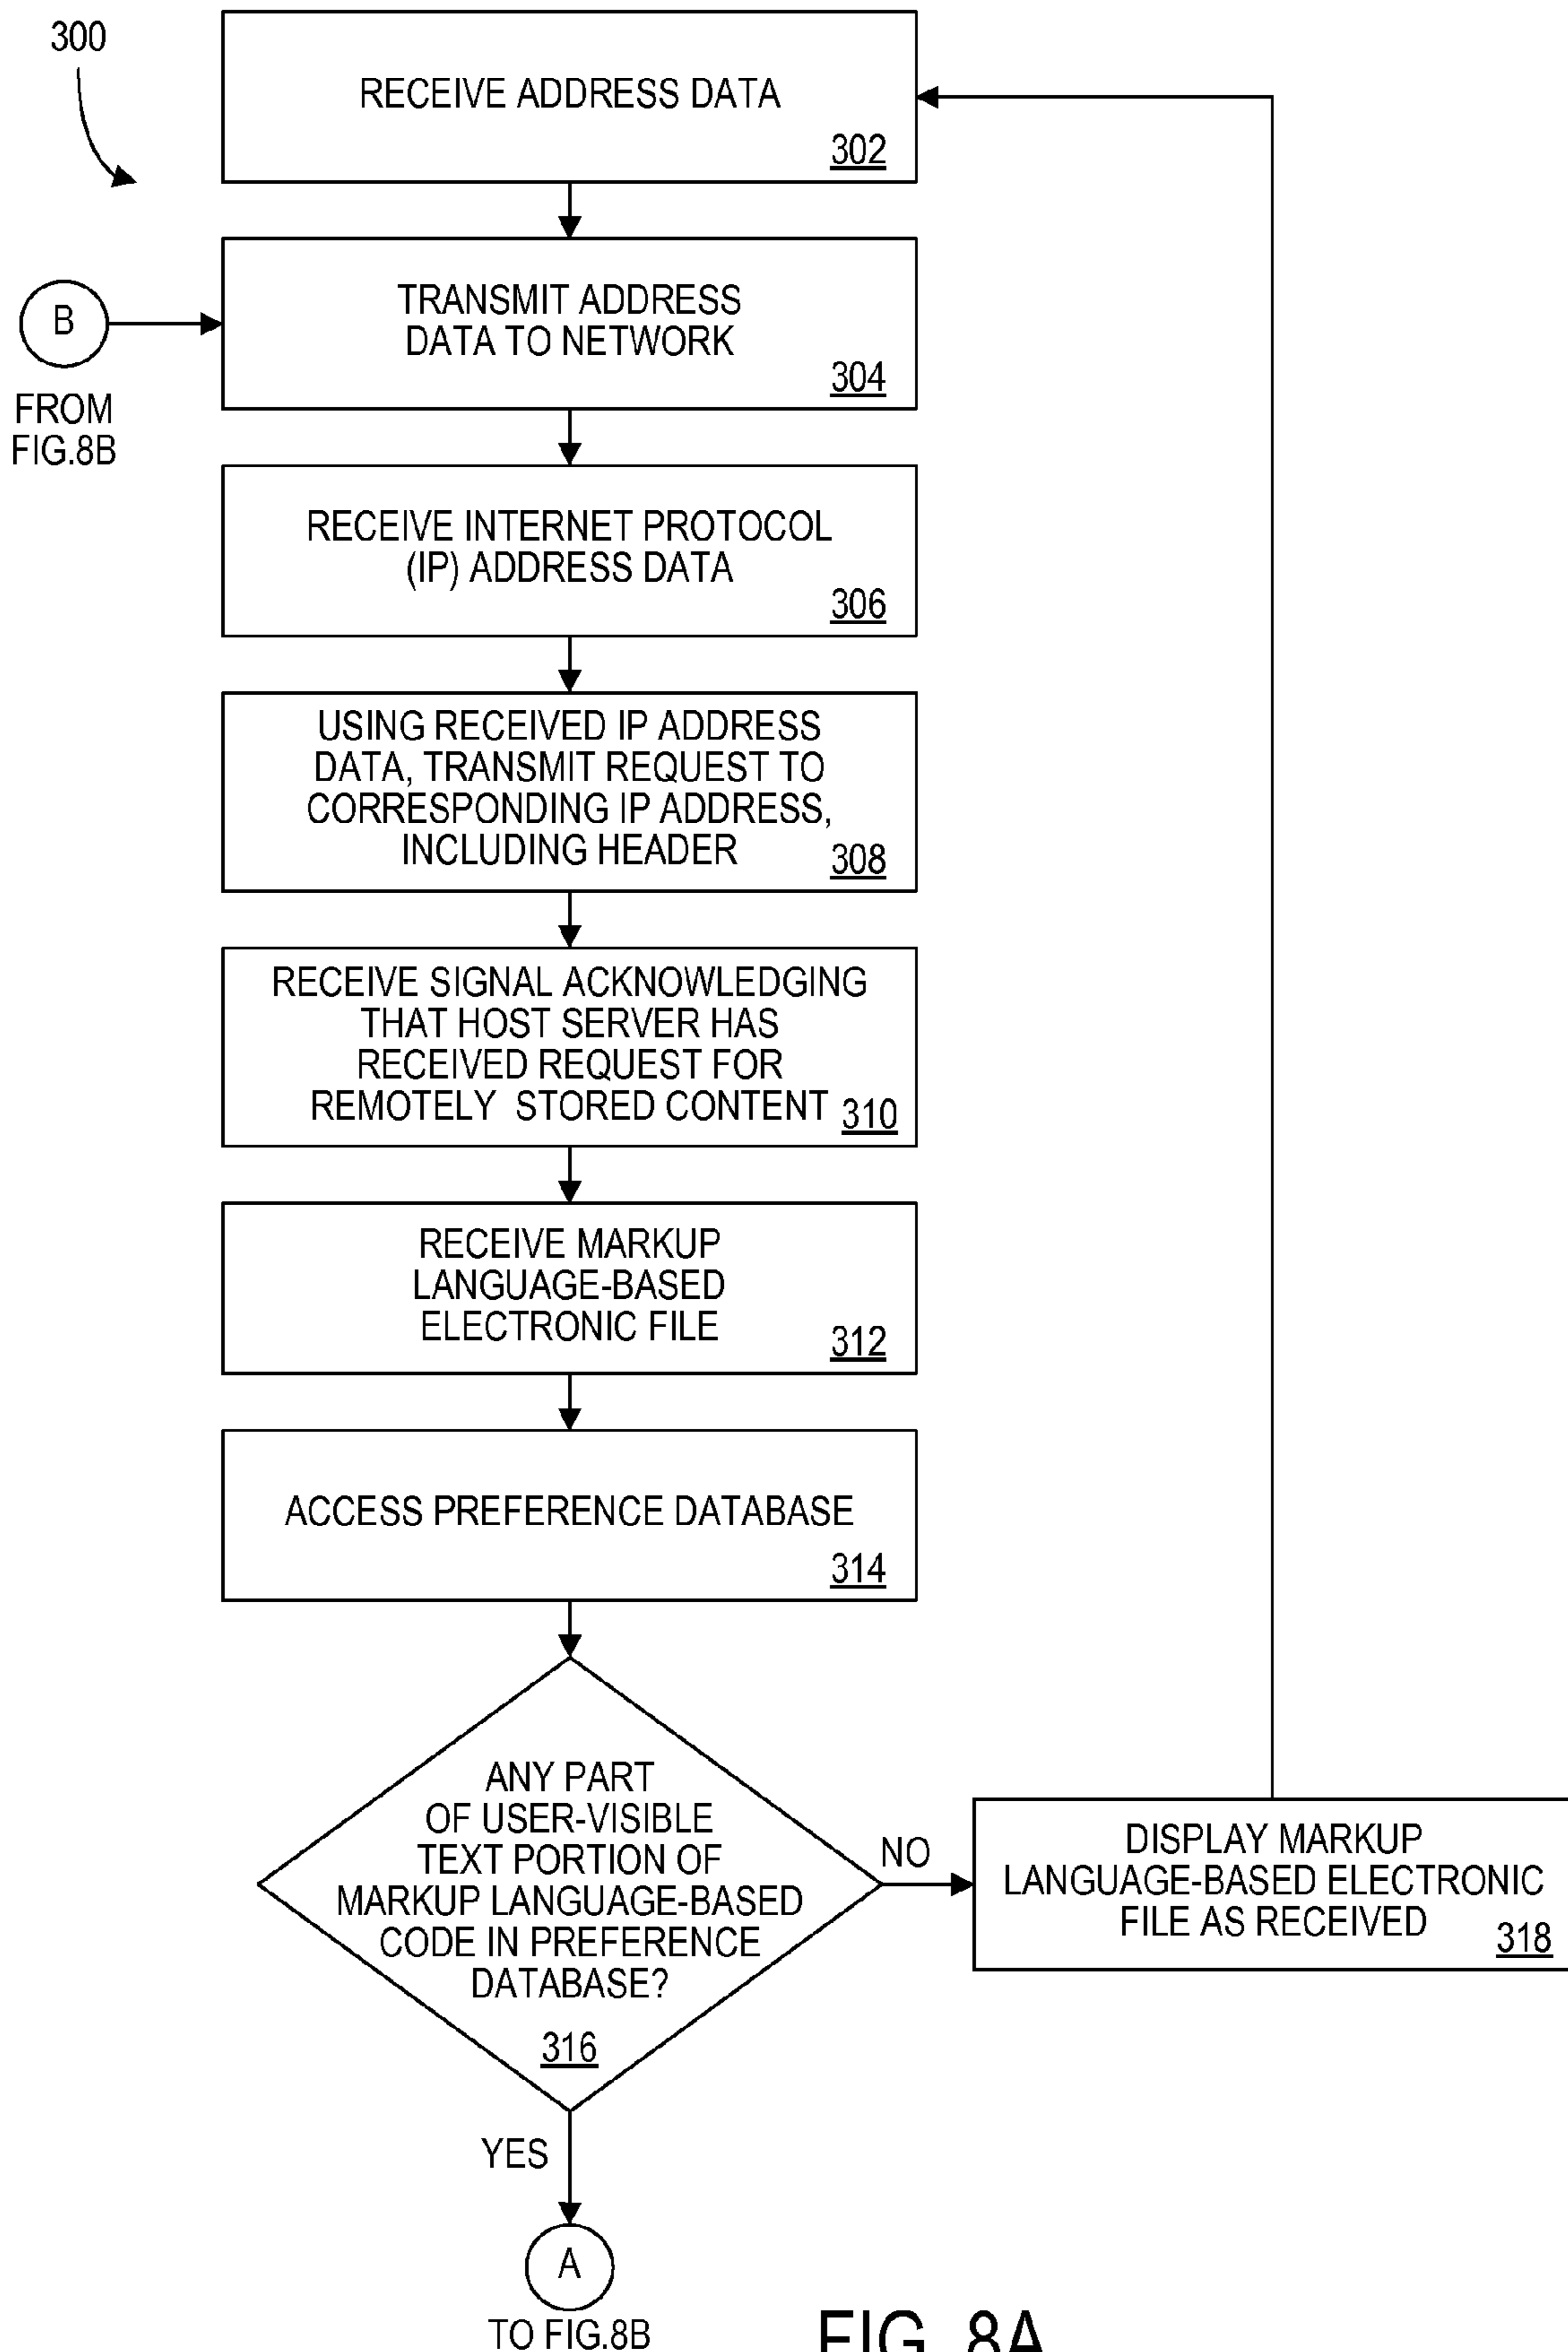 300
RECEIVE ADDRESS DATA
302
B
FROM
FIG.8B
TRANSMIT ADDRESS
DATA TO NETWORK
304
RECEIVE INTERNET PROTOCOL
(IP) ADDRESS DATA
306
USING RECEIVED IP ADDRESS
DATA, TRANSMIT REQUEST TO
CORRESPONDING IP ADDRESS,
INCLUDING HEADER
308
RECEIVE SIGNAL ACKNOWLEDGING
THAT HOST SERVER HAS
RECEIVED REQUEST FOR
REMOTELY STORED CONTENT
310
RECEIVE MARKUP
LANGUAGE-BASED
ELECTRONIC FILE
312
ACCESS PREFERENCE DATABASE
314
ANY PART
OF USER-VISIBLE
TEXT PORTION OF
MARKUP LANGUAGE-BASED
CODE IN PREFERENCE
DATABASE?
316
NO
DISPLAY MARKUP
LANGUAGE-BASED ELECTRONIC
FILE AS RECEIVED
318
YES
A
TO FIG.8B
FIG. 8A